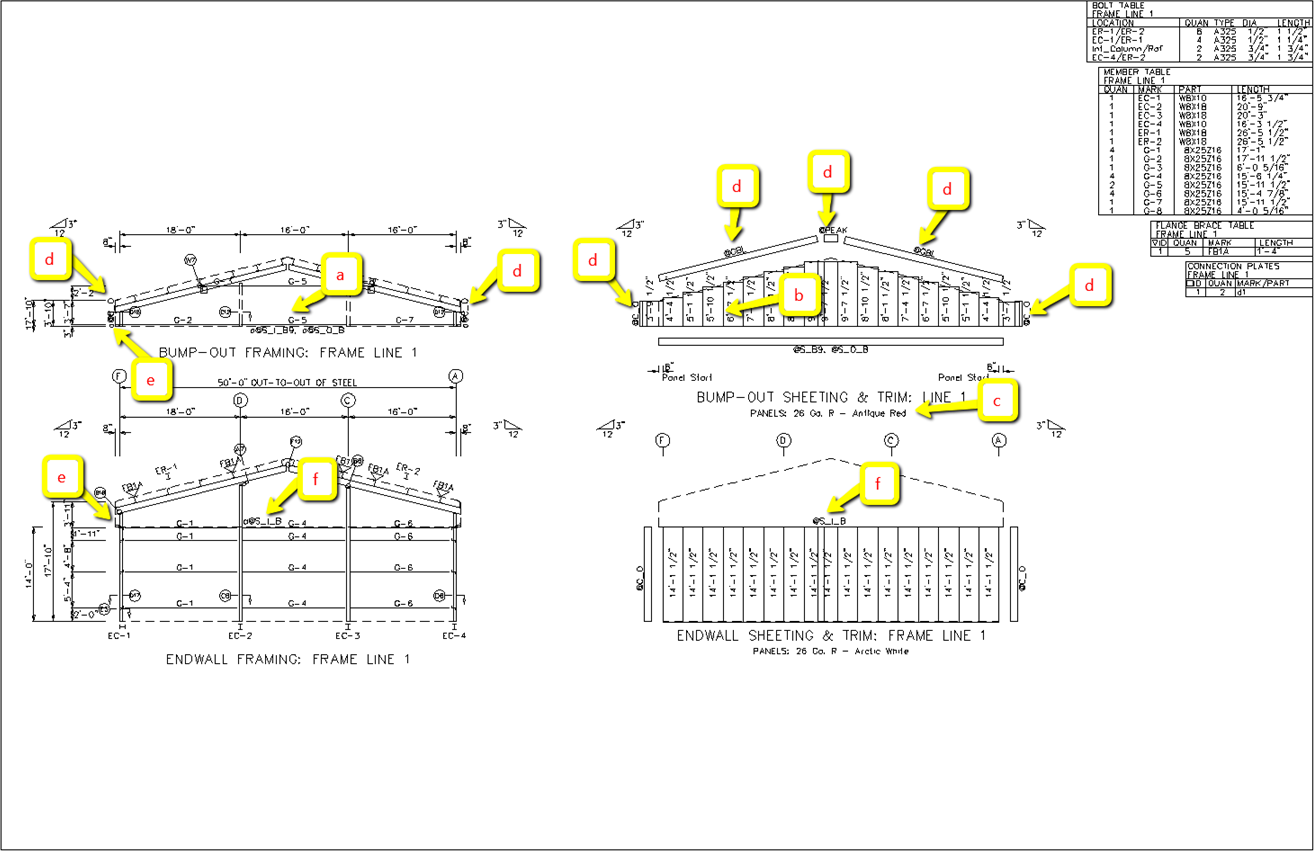 BOLT TABLE
FRAME LINE 1
LOCATION QUAN TYPE DIA LENGTH
ER-1/ER-2 8 A325 1/2" 1 1/2"
EC-1/ER-1 4 A325 1/2" 1 1/4"
Int_Column/Raf 2 A325 3/4" 1 3/4"
EC-4/ER-2 2 A325 3/4" 1 3/4"
MEMBER TABLE
FRAME LINE 1
QUAN MARK PART LENGTH
1 EC-1 W8X10 16'-5 3/4"
1 EC-2 W8X18 20'-9"
1 EC-3 W8X18 20'-3"
1 EC-4 W8X10 16'-3 1/2"
1 ER-1 W8X18 26'-5 1/2"
1 ER-2 W8X18 26'-5 1/2"
4 G-1 8X25Z16 17'-1"
1 G-2 8X25Z16 17'-11 1/2"
1 G-3 8X25Z16 6'-0 5/16"
4 G-4 8X25Z16 15'-6 1/4"
2 G-5 8X25Z16 15'-11 1/2"
4 G-6 8X25Z16 15'-4 7/8"
1 G-7 8X25Z16 15'-11 1/2"
1 G-8 8X25Z16 4'-0 5/16"
FLANGE BRACE TABLE
FRAME LINE 1
ID QUAN MARK LENGTH
1 5 FB1A 1'-4"
CONNECTION PLATES
FRAME LINE 1
ID QUAN MARK/PART
1 2 d1
3"
12
3"
12
18'-0" 16'-0" 16'-0"
8" 8"
d a d
G-5
2'-2"
17'-10"
3'-10"
3'-7"
3"
G-2 G-5 G-7
@S_I_B9, @S_O_B
BUMP-OUT FRAMING: FRAME LINE 1
e
d d d
3"
12
3"
12
@PEAK
@GBL @GBL
d b d
@C_O @C_O
3'-7 1/2" 4'-4 1/2" 5'-1 1/2" 5'-10 1/2" 6'-7 1/2" 7'-4 1/2" 8'-1 1/2" 9'-7 1/2" 9'-7 1/2" 8'-1 1/2" 7'-4 1/2" 6'-7 1/2" 5'-10 1/2" 5'-1 1/2" 4'-4 1/2" 3'-7 1/2"
@S_B9, @S_O_B
8" 8"
Panel Start Panel Start
BUMP-OUT SHEETING & TRIM: LINE 1
PANELS: 26 Ga. R - Antique Red
c
F A
50'-0" OUT-TO-OUT OF STEEL
D C
18'-0" 16'-0" 16'-0"
3"
12
3"
12
8" 8"
ER-1 FB1A FB1A ER-2
FB1A FB1A
e f
3'-11"
@S_I_B
G-1 G-4 G-6
1'-11"
G-1 G-4 G-6
4'-8"
G-4 G-6
5'-4"
14'-0"
17'-10"
G-1 G-4 G-6
2'-0"
EC-1 EC-2 EC-3 EC-4
ENDWALL FRAMING: FRAME LINE 1
3"
12
3"
12
F D C A
f
@S_I_B
@C_O @C_O
14'-1 1/2" 14'-1 1/2" 14'-1 1/2" 14'-1 1/2" 14'-1 1/2" 14'-1 1/2" 14'-1 1/2" 14'-1 1/2" 14'-1 1/2" 14'-1 1/2" 14'-1 1/2" 14'-1 1/2" 14'-1 1/2" 14'-1 1/2" 14'-1 1/2" 14'-1 1/2"
ENDWALL SHEETING & TRIM: FRAME LINE 1
PANELS: 26 Ga. R - Arctic White